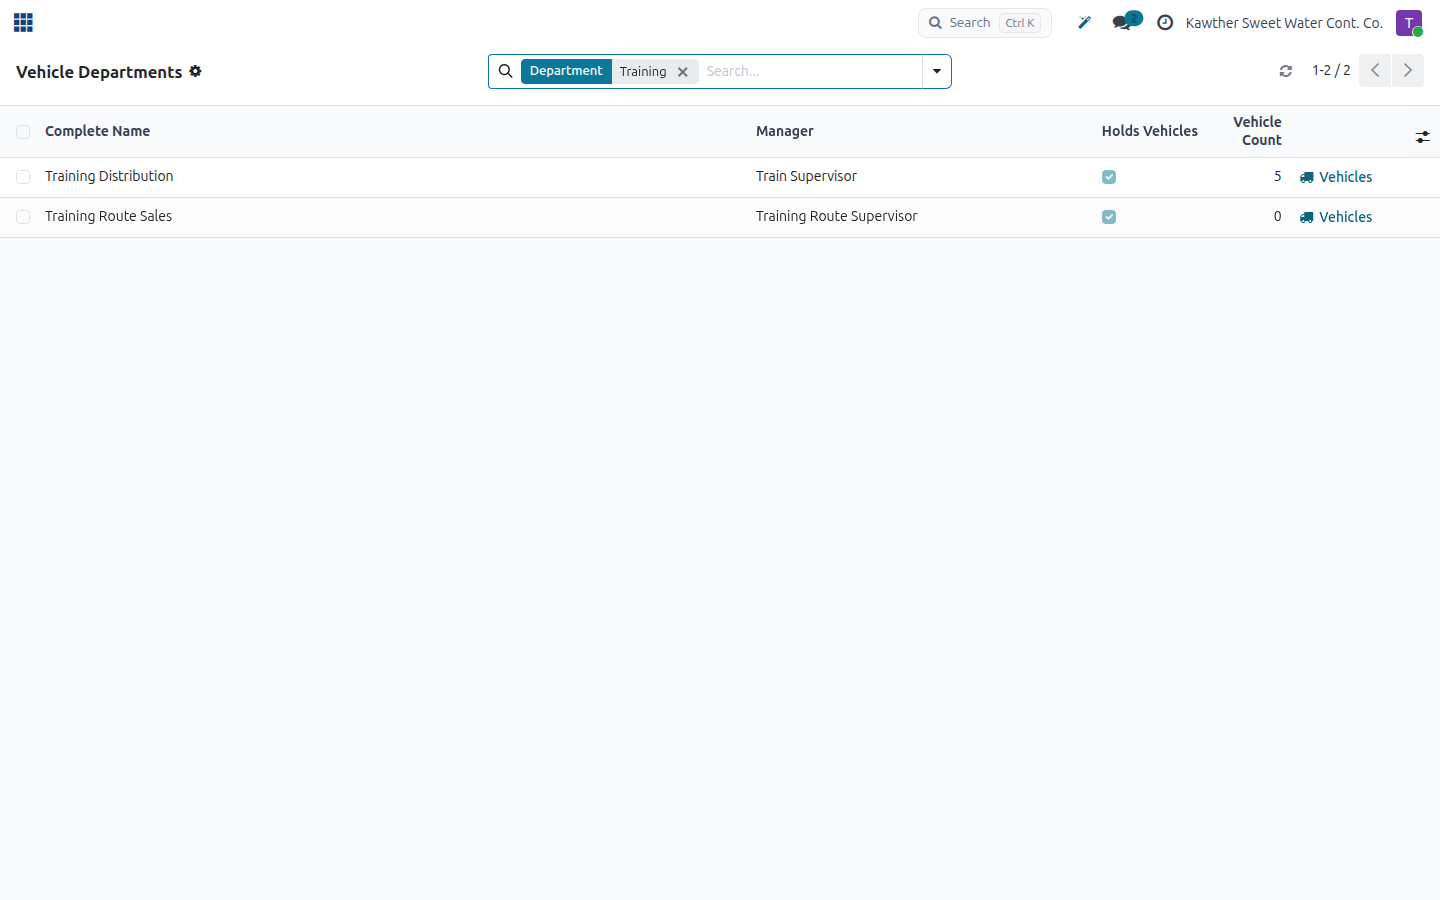 Search Ctrl K 2 Kawther Sweet Water Cont. Co. T
Vehicle Departments Department Training Search... 1-2 / 2
Complete Name Manager Holds Vehicles Vehicle Count
Training Distribution Train Supervisor 5 Vehicles
Training Route Sales Training Route Supervisor 0 Vehicles